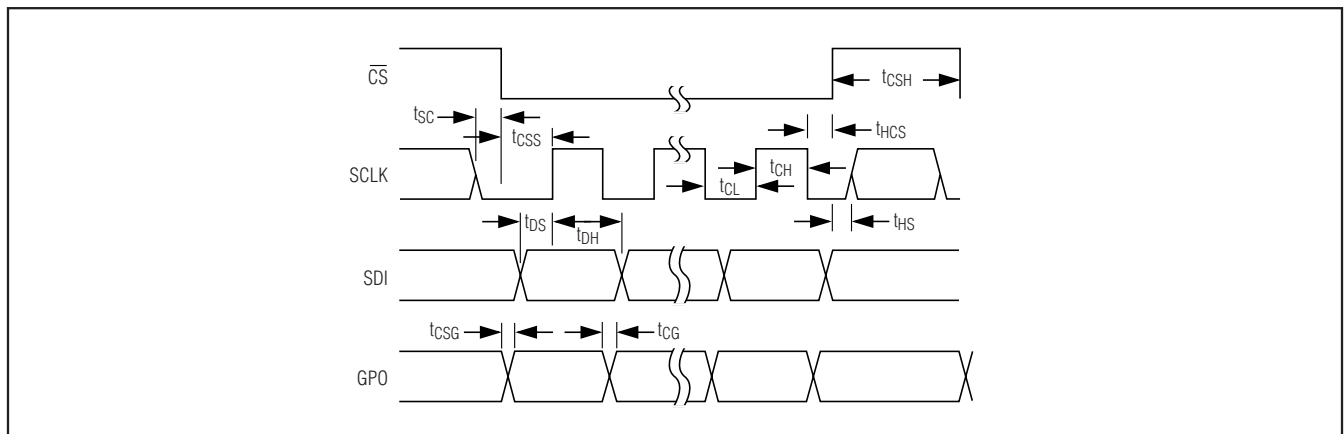 CS
tCSH
tSC
tCSS
tHCS
SCLK
tCH
tCL
tDS
tDH
tHS
SDI
tCSG
tCG
GPO